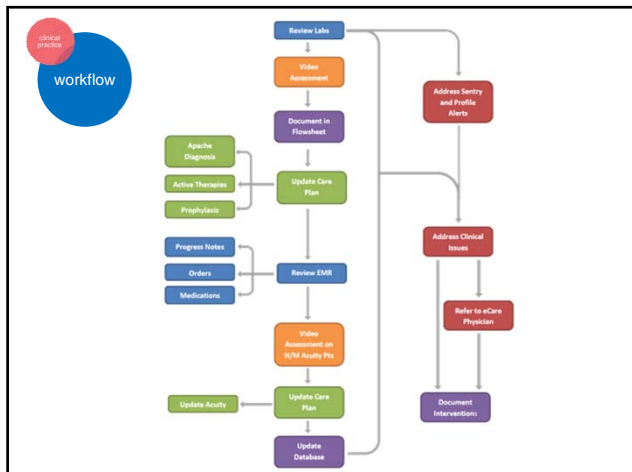 clinical
practice
workflow
Review Labs
Video
Assessment
Document in
Flowsheet
Apache
Diagnosis
Active Therapies
Prophylaxis
Update Care
Plan
Progress Notes
Orders
Medications
Review EMR
Video
Assessment on
H/M Acuity Pts
Update Acuity
Update Care
Plan
Update
Database
Address Sentry
and Profile
Alerts
Address Clinical
Issues
Refer to eCare
Physician
Document
Interventions